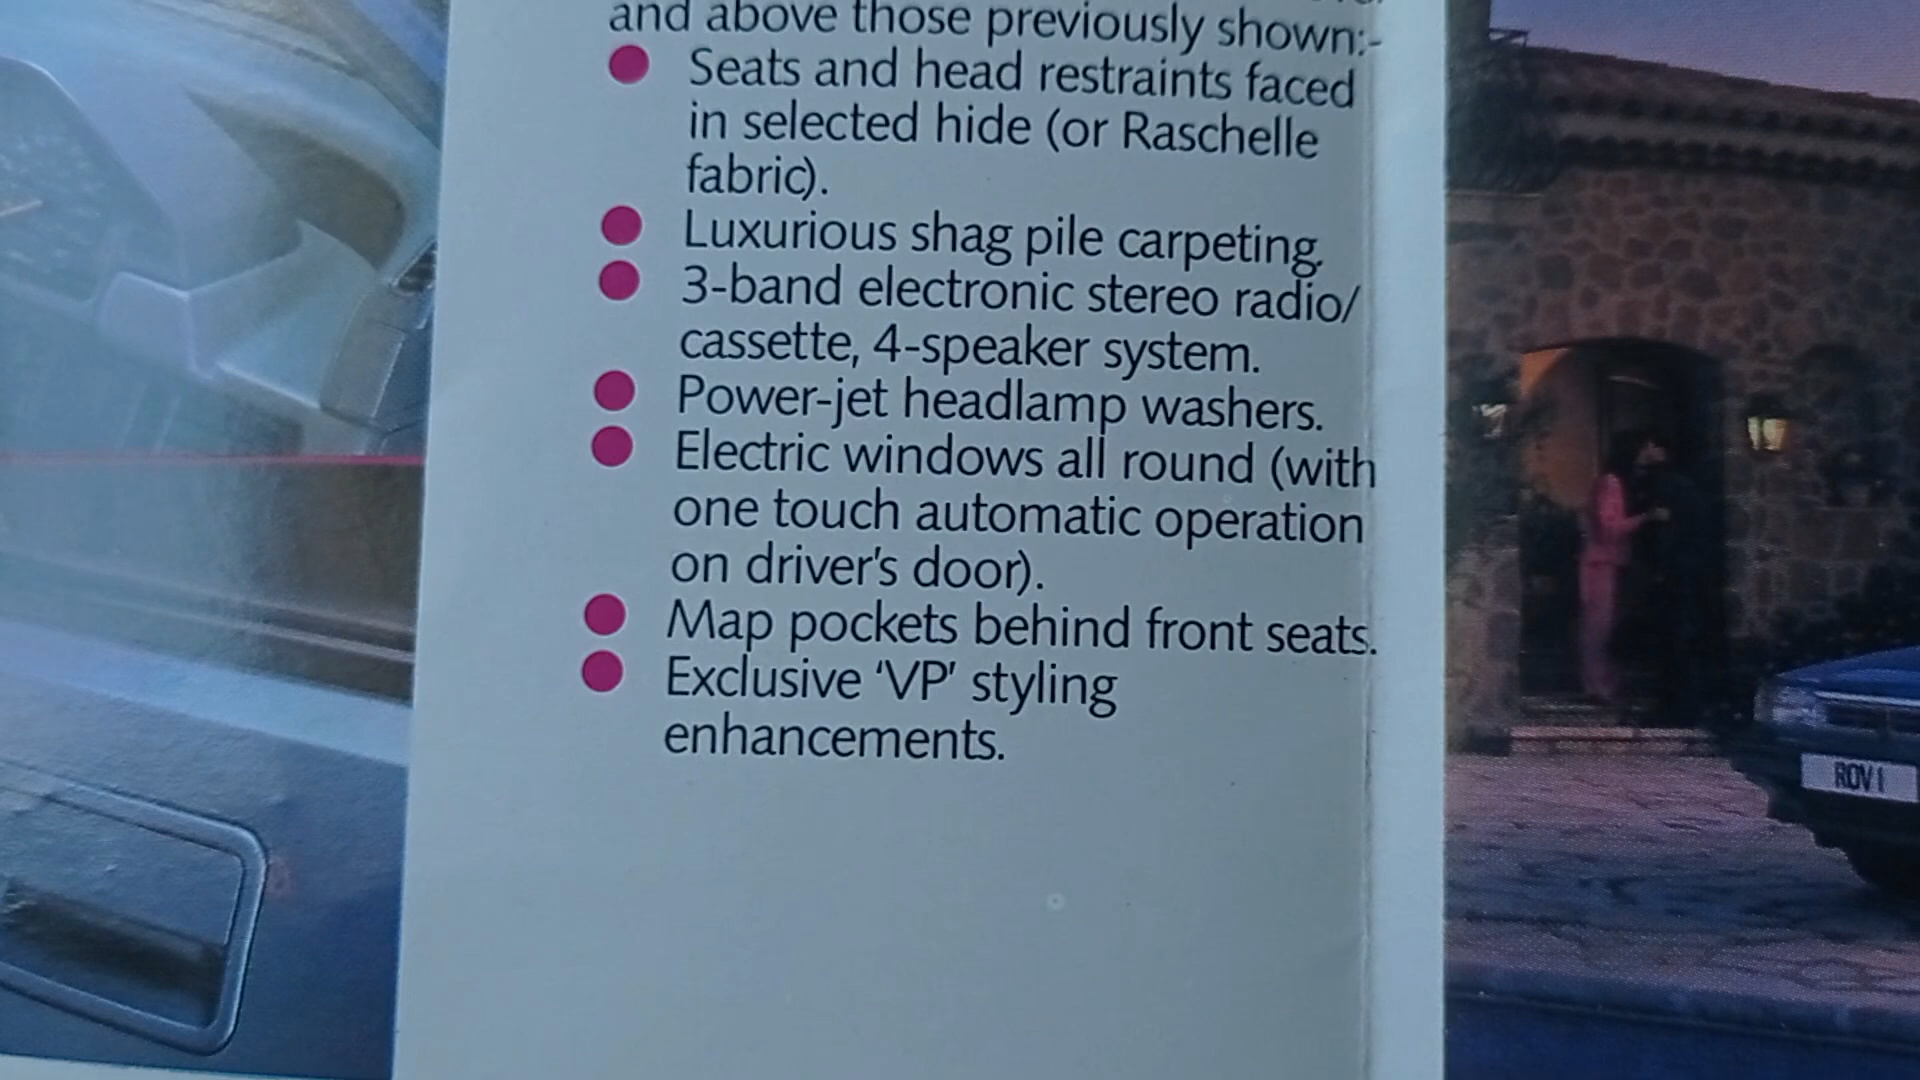 and above those previously shown:-
● Seats and head restraints faced
in selected hide (or Raschelle
fabric).
● Luxurious shag pile carpeting.
● 3-band electronic stereo radio/
cassette, 4-speaker system.
● Power-jet headlamp washers.
● Electric windows all round (with
one touch automatic operation
on driver's door).
● Map pockets behind front seats.
● Exclusive ‘VP’ styling
enhancements.
ROV 1